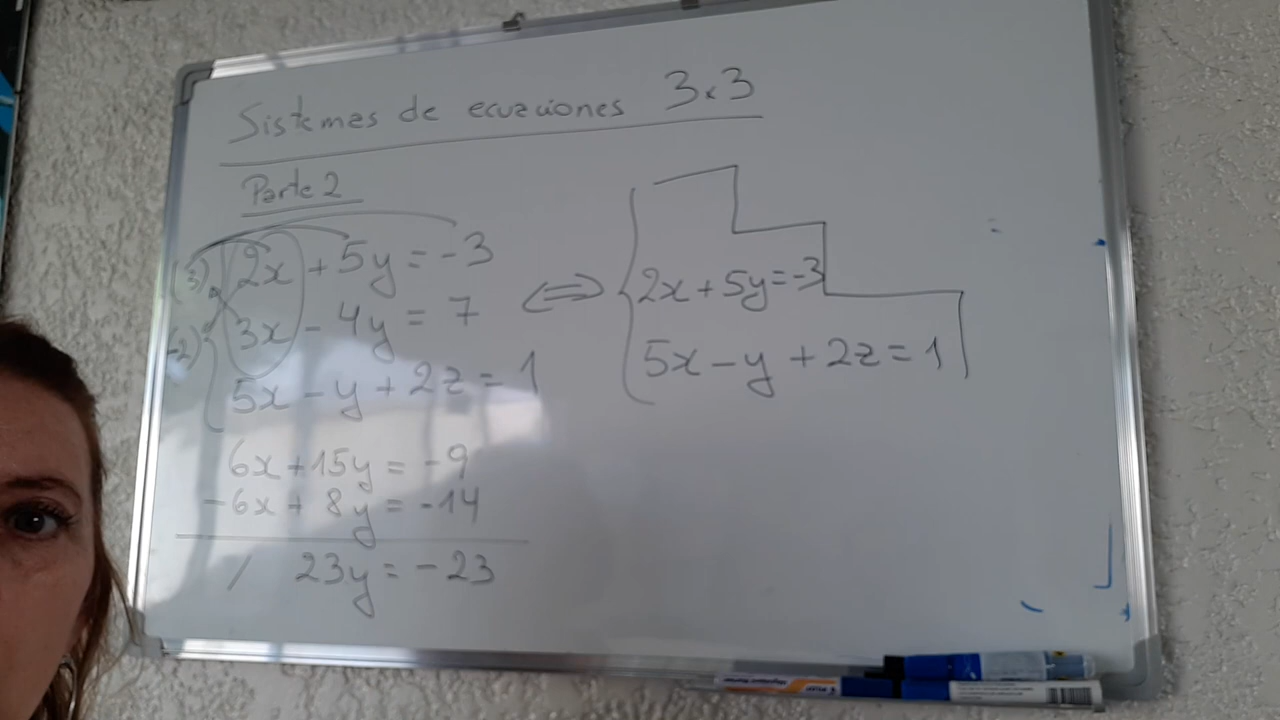 Sistemas de ecuaciones 3x3
Parte 2
(3) 2x + 5y = -3
(-2) 3x - 4y = 7
5x - y + 2z = 1
⇔
2x + 5y = -3
5x - y + 2z = 1
6x + 15y = -9
-6x + 8y = -14
/ 23y = -23